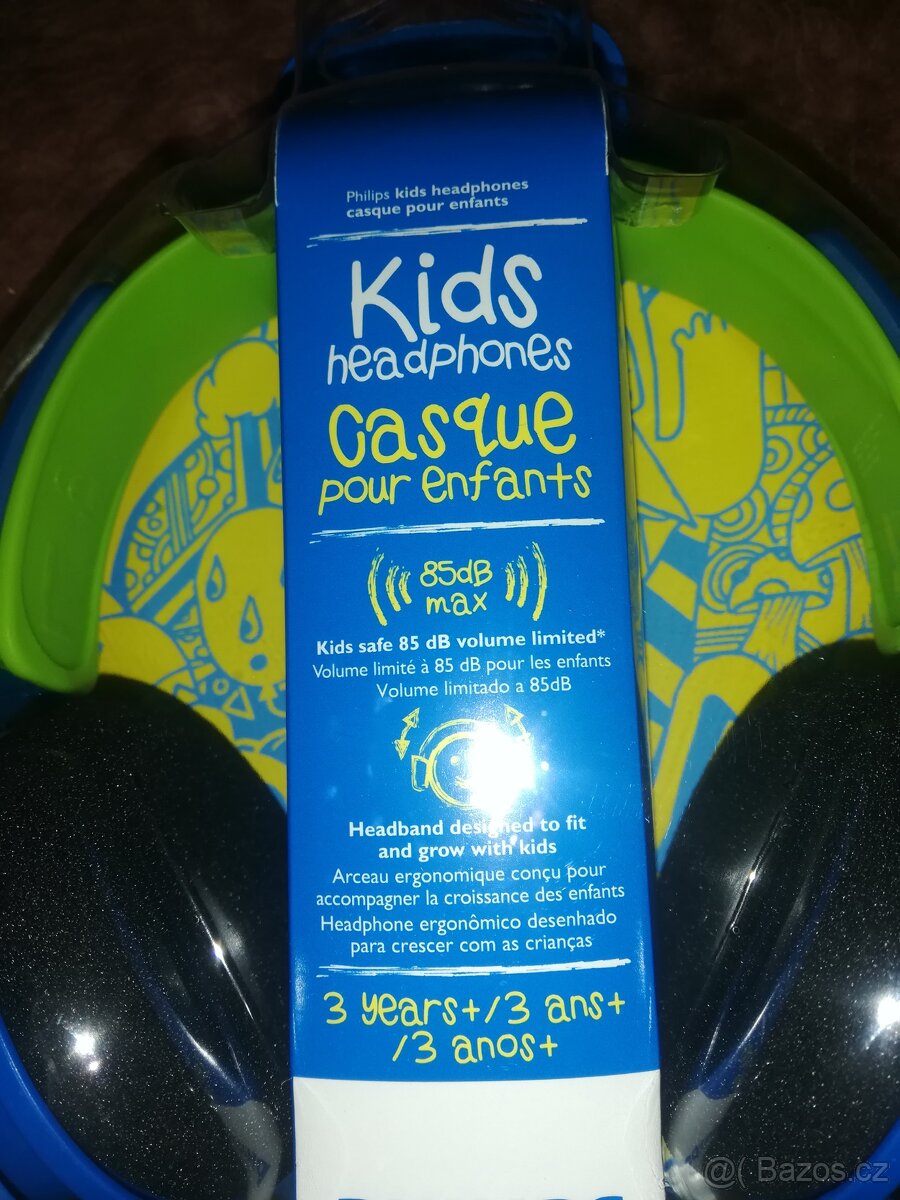 Philips kids headphones
casque pour enfants
Kids
headphones
casque
pour enfants
85dB
max
Kids safe 85 dB volume limited*
Volume limité à 85 dB pour les enfants
Volume limitado a 85dB
Headband designed to fit
and grow with kids
Arceau ergonomique conçu pour
accompagner la croissance des enfants
Headphone ergonômico desenhado
para crescer com as crianças
3 years+/3 ans+
/3 anos+
@( Bazos.cz